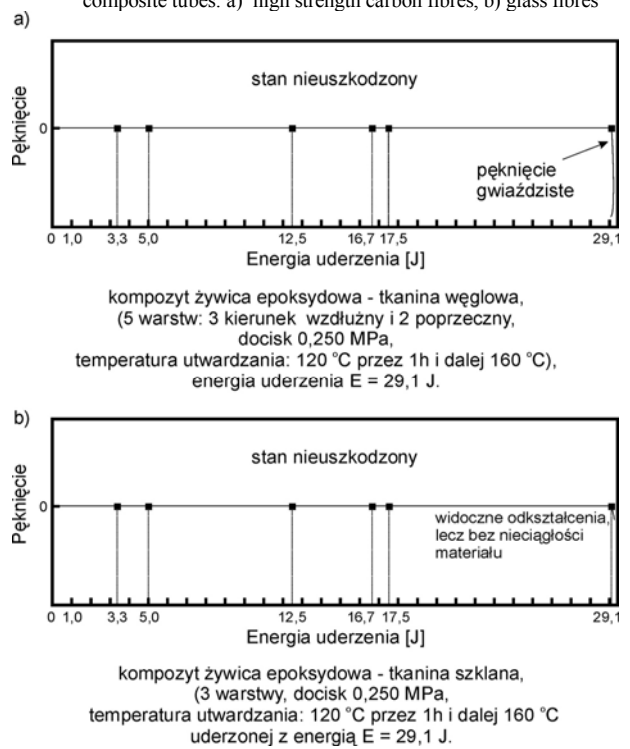 composite tubes: a) high strength carbon fibres, b) glass fibres
a)
stan nieuszkodzony
Pęknięcie
0
pęknięcie
gwiaździste
0 1,0 3,3 5,0 12,5 16,7 17,5 29,1
Energia uderzenia [J]
kompozyt żywica epoksydowa - tkanina węglowa,
(5 warstw: 3 kierunek wzdłużny i 2 poprzeczny,
docisk 0,250 MPa,
temperatura utwardzania: 120 °C przez 1h i dalej 160 °C),
energia uderzenia E = 29,1 J.
b)
stan nieuszkodzony
Pęknięcie
0
widoczne odkształcenia,
lecz bez nieciągłości
materiału
0 1,0 3,3 5,0 12,5 16,7 17,5 29,1
Energia uderzenia [J]
kompozyt żywica epoksydowa - tkanina szklana,
(3 warstwy, docisk 0,250 MPa,
temperatura utwardzania: 120 °C przez 1h i dalej 160 °C
uderzonej z energią E = 29,1 J.